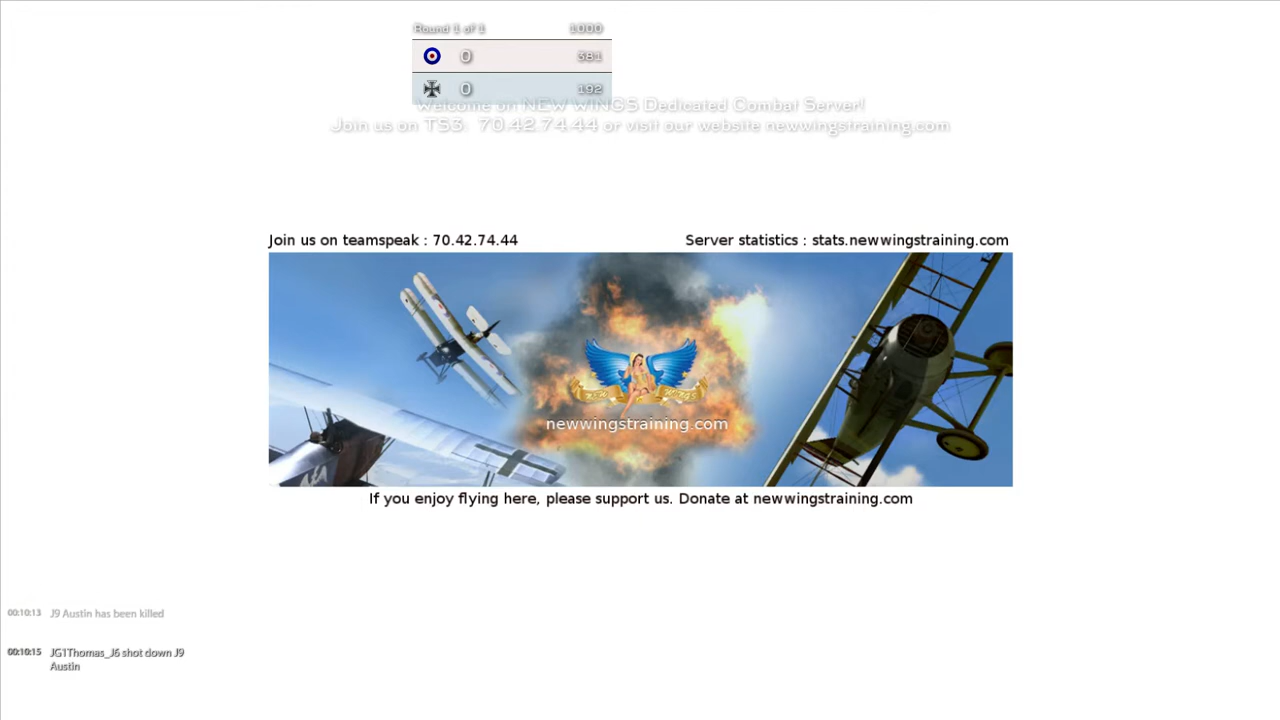 Round 1 of 1 1000
0 381
0 192
Welcome on NEW WINGS Dedicated Combat Server!
Join us on TS3: 70.42.74.44 or visit our website newwingstraining.com
Join us on teamspeak : 70.42.74.44
Server statistics : stats.newwingstraining.com
NEW WINGS
newwingstraining.com
If you enjoy flying here, please support us. Donate at newwingstraining.com
00:10:13 J9 Austin has been killed
00:10:15 JG1Thomas_J6 shot down J9
Austin